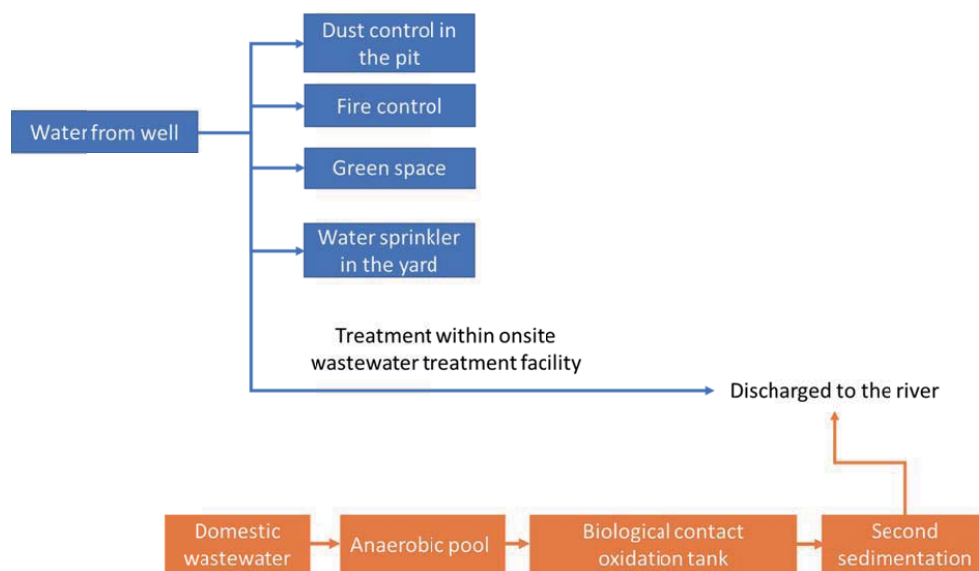 Dust control in
the pit
Fire control
Water from well
Green space
Water sprinkler
in the yard
Treatment within onsite
wastewater treatment facility
Discharged to the river
Domestic
wastewater
Anaerobic pool
Biological contact
oxidation tank
Second
sedimentation